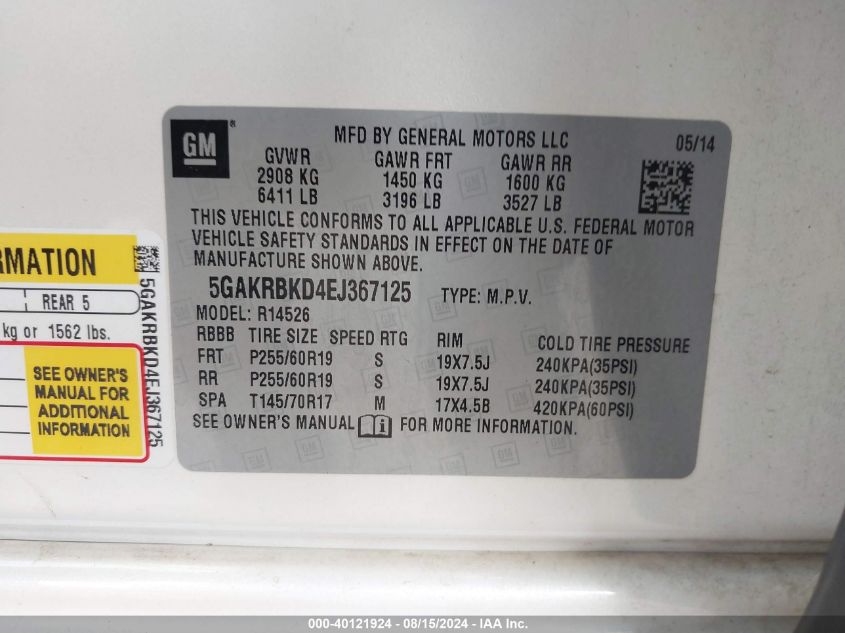 GM®
MFD BY GENERAL MOTORS LLC 05/14
GVWR GAWR FRT GAWR RR
2908 KG 1450 KG 1600 KG
6411 LB 3196 LB 3527 LB
THIS VEHICLE CONFORMS TO ALL APPLICABLE U.S. FEDERAL MOTOR
VEHICLE SAFETY STANDARDS IN EFFECT ON THE DATE OF
MANUFACTURE SHOWN ABOVE.
5GAKRBKD4EJ367125 TYPE: M.P.V.
MODEL: R14526
RBBB TIRE SIZE SPEED RTG RIM COLD TIRE PRESSURE
FRT P255/60R19 S 19X7.5J 240KPA(35PSI)
RR P255/60R19 S 19X7.5J 240KPA(35PSI)
SPA T145/70R17 M 17X4.5B 420KPA(60PSI)
SEE OWNER'S MANUAL FOR MORE INFORMATION.
RMATION
REAR 5
kg or 1562 lbs.
SEE OWNER'S
MANUAL FOR
ADDITIONAL
INFORMATION
5GAKRBKD4EJ367125
000-40121924 - 08/15/2024 - IAA Inc.